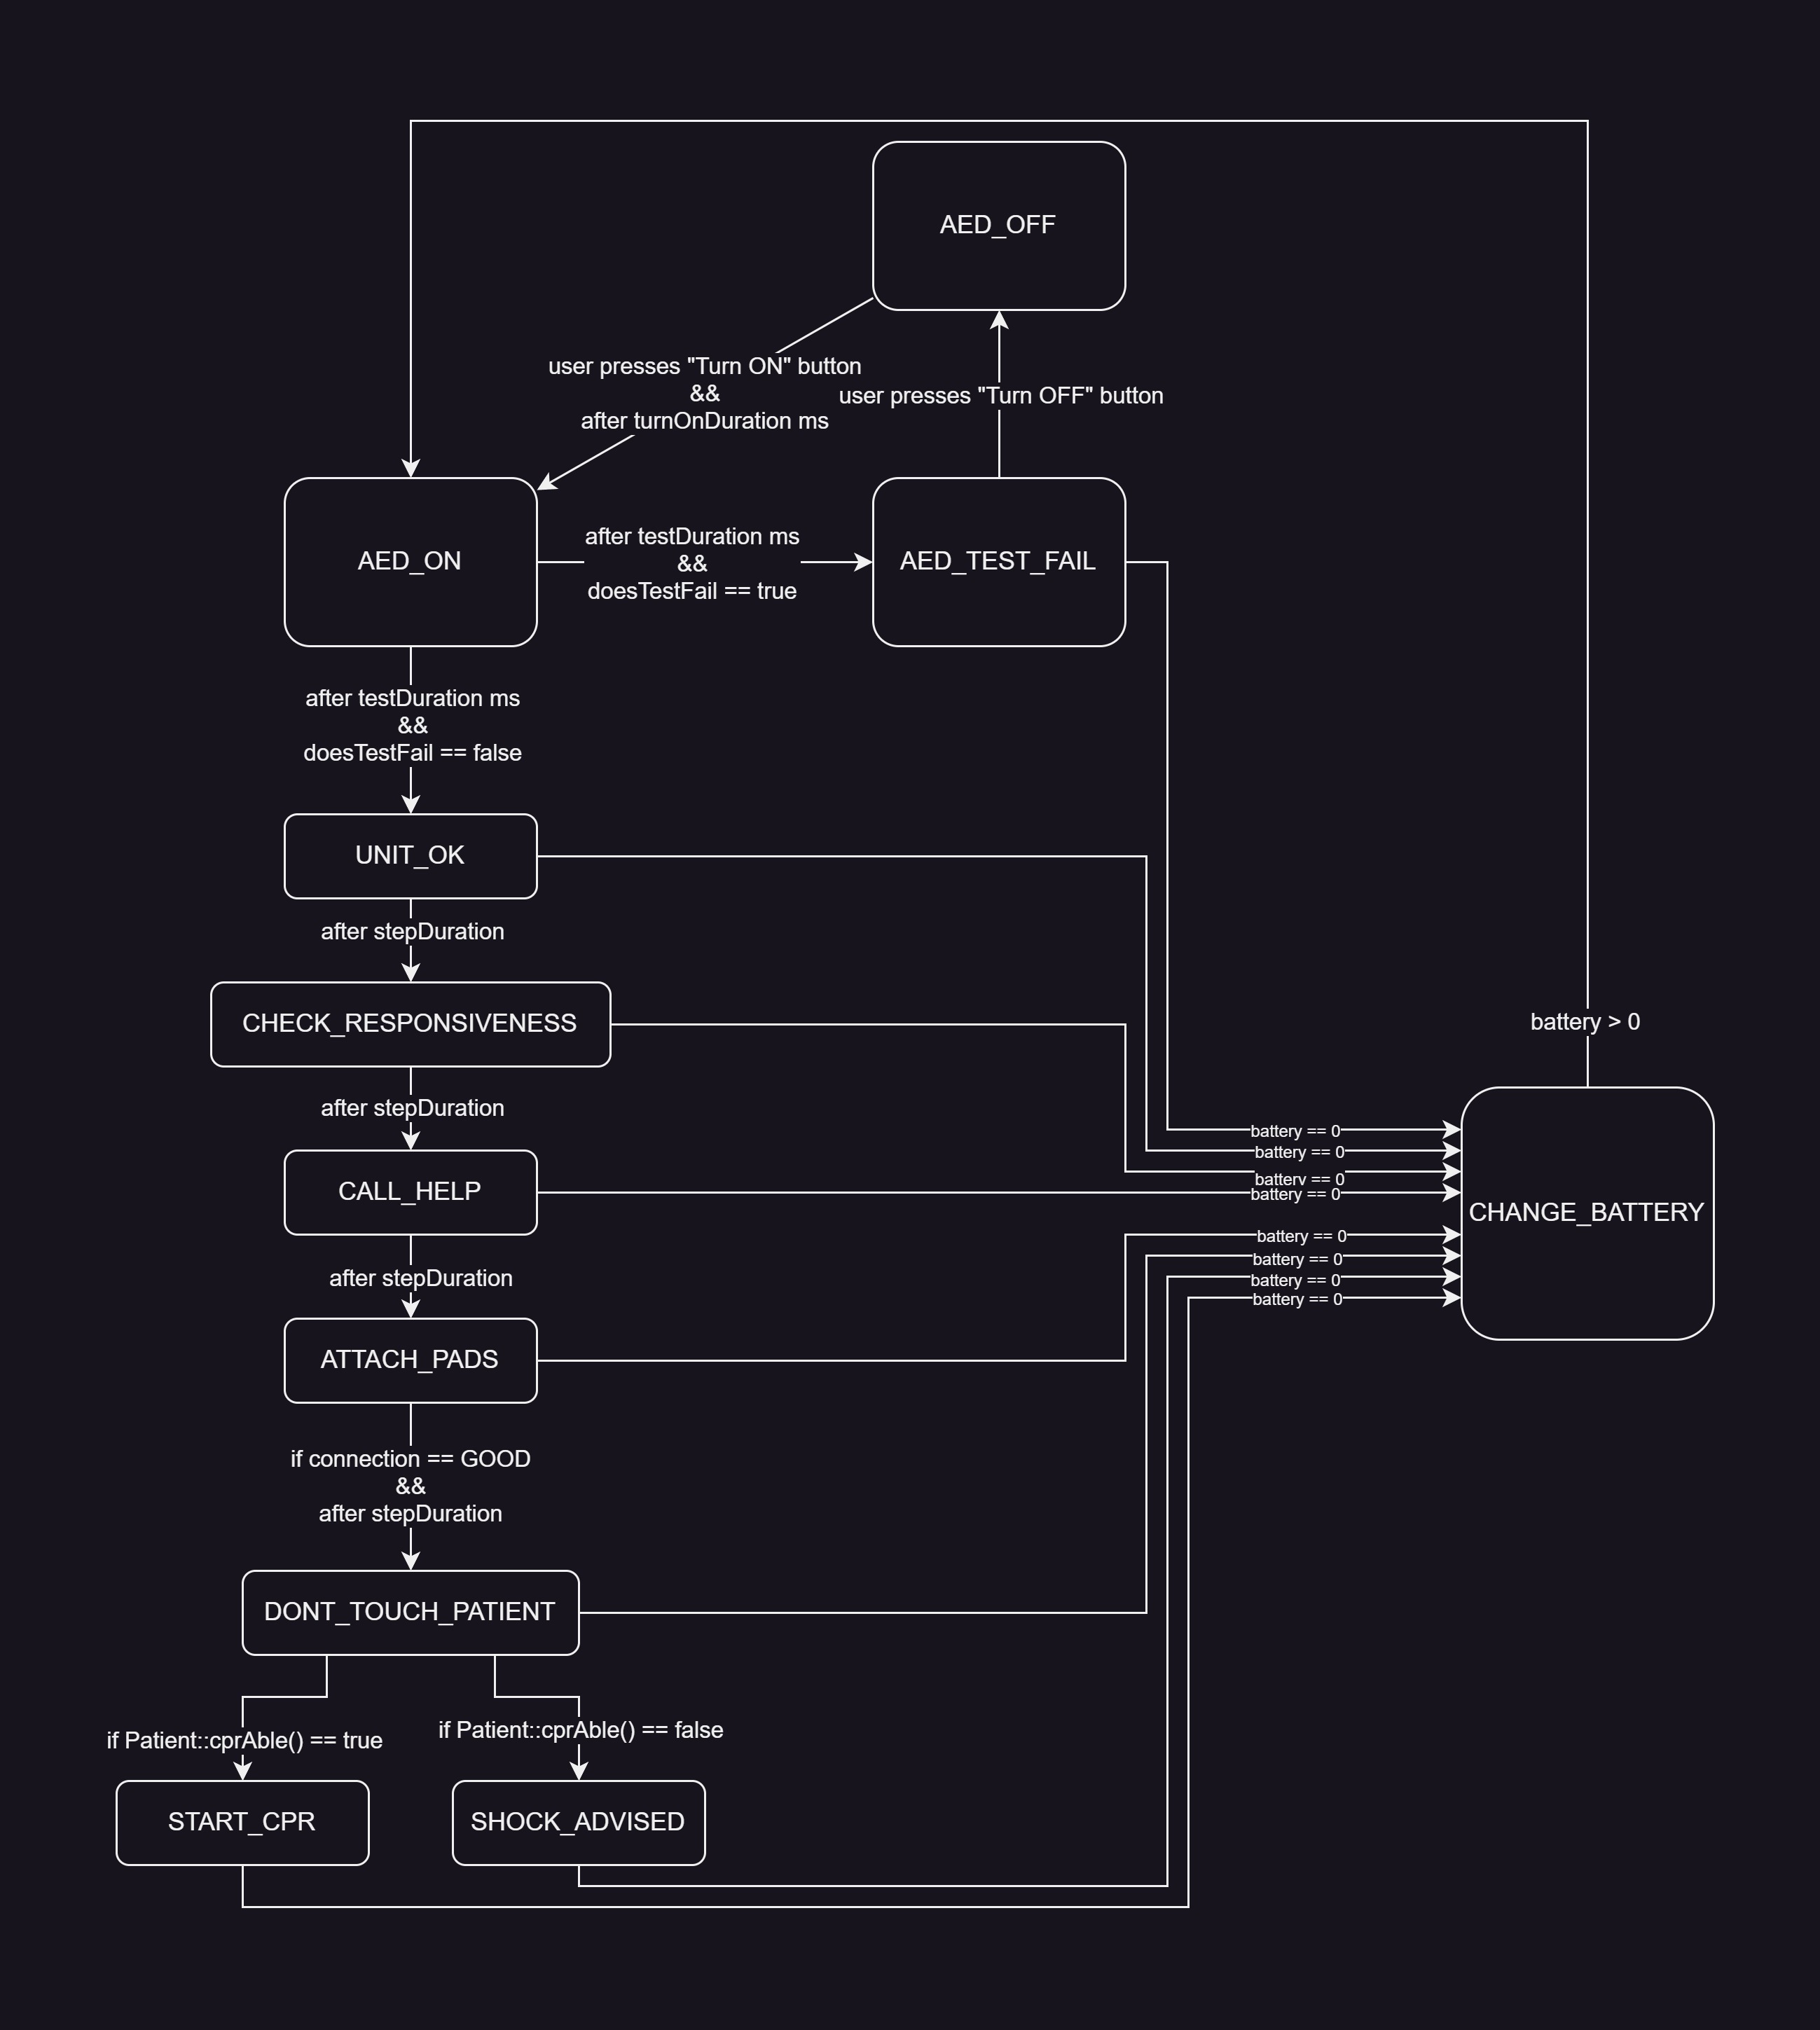 AED_OFF
user presses "Turn ON" button
&&
after turnOnDuration ms
user presses "Turn OFF" button
AED_ON
after testDuration ms
&&
doesTestFail == true
AED_TEST_FAIL
after testDuration ms
&&
doesTestFail == false
UNIT_OK
after stepDuration
CHECK_RESPONSIVENESS
battery > 0
after stepDuration
battery == 0
battery == 0
battery == 0
battery == 0
CALL_HELP
CHANGE_BATTERY
battery == 0
battery == 0
battery == 0
battery == 0
after stepDuration
ATTACH_PADS
if connection == GOOD
&&
after stepDuration
DONT_TOUCH_PATIENT
if Patient::cprAble() == true
if Patient::cprAble() == false
START_CPR
SHOCK_ADVISED